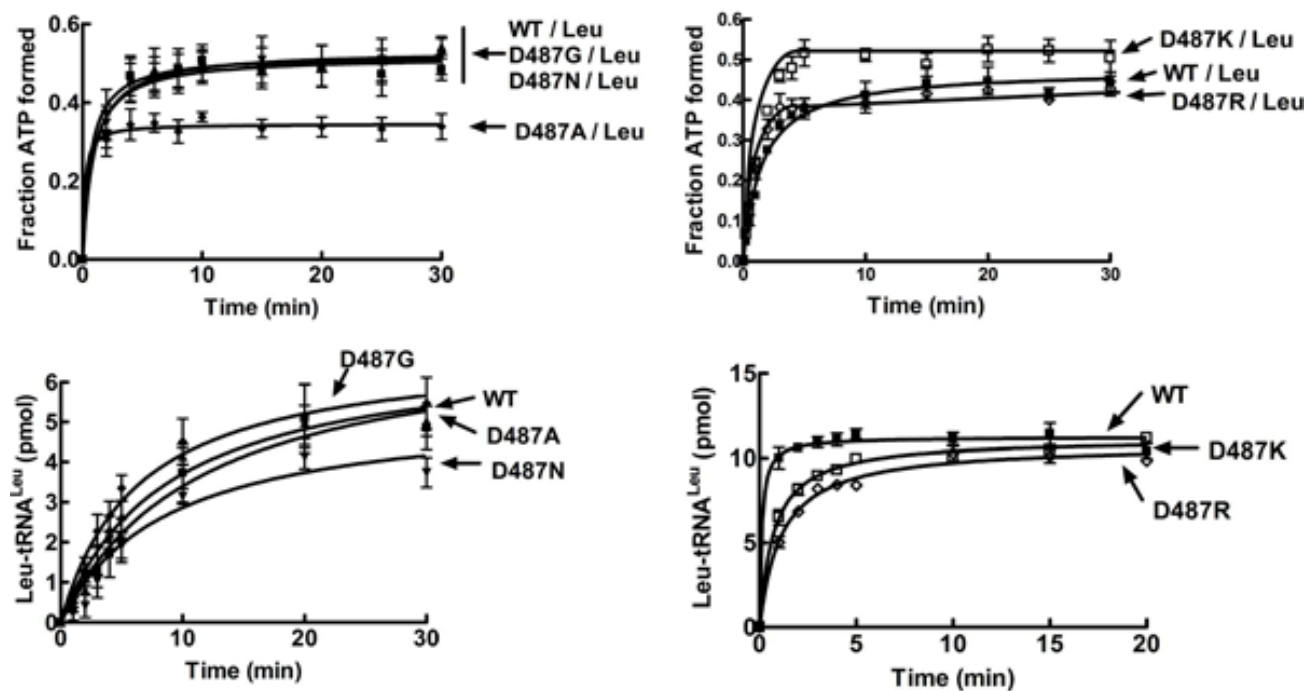 Fraction ATP formed
0.6
0.4
0.2
0.0
0
10
20
30
Time (min)
WT / Leu
D487G / Leu
D487N / Leu
D487A / Leu
Fraction ATP formed
0.6
0.5
0.4
0.3
0.2
0.1
0.0
0
10
20
30
Time (min)
D487K / Leu
WT / Leu
D487R / Leu
Leu-tRNA^Leu (pmol)
6
5
4
3
2
1
0
0
10
20
30
Time (min)
D487G
WT
D487A
D487N
Leu-tRNA^Leu (pmol)
15
10
5
0
0
5
10
15
20
Time (min)
WT
D487K
D487R